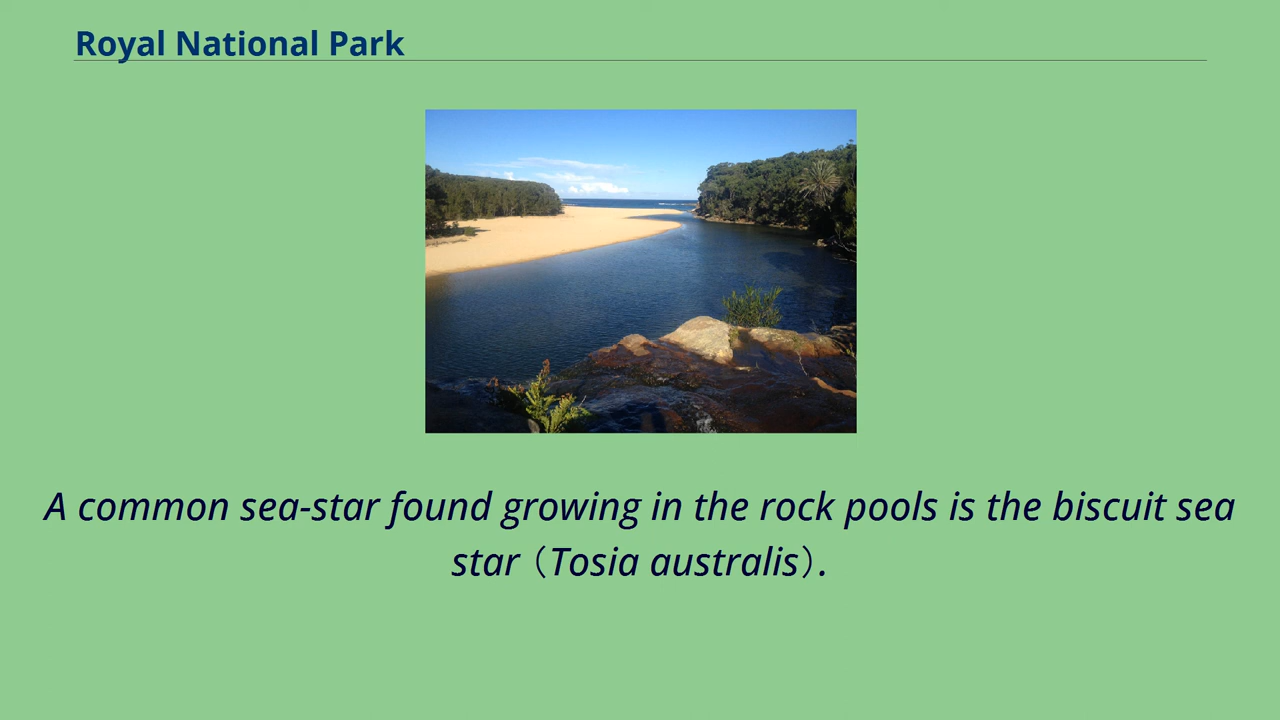 Royal National Park
A common sea-star found growing in the rock pools is the biscuit sea
star（Tosia australis）.